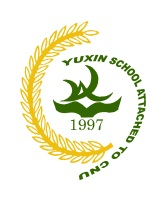 YUXIN SCHOOL ATTACHED TO CNU
1997